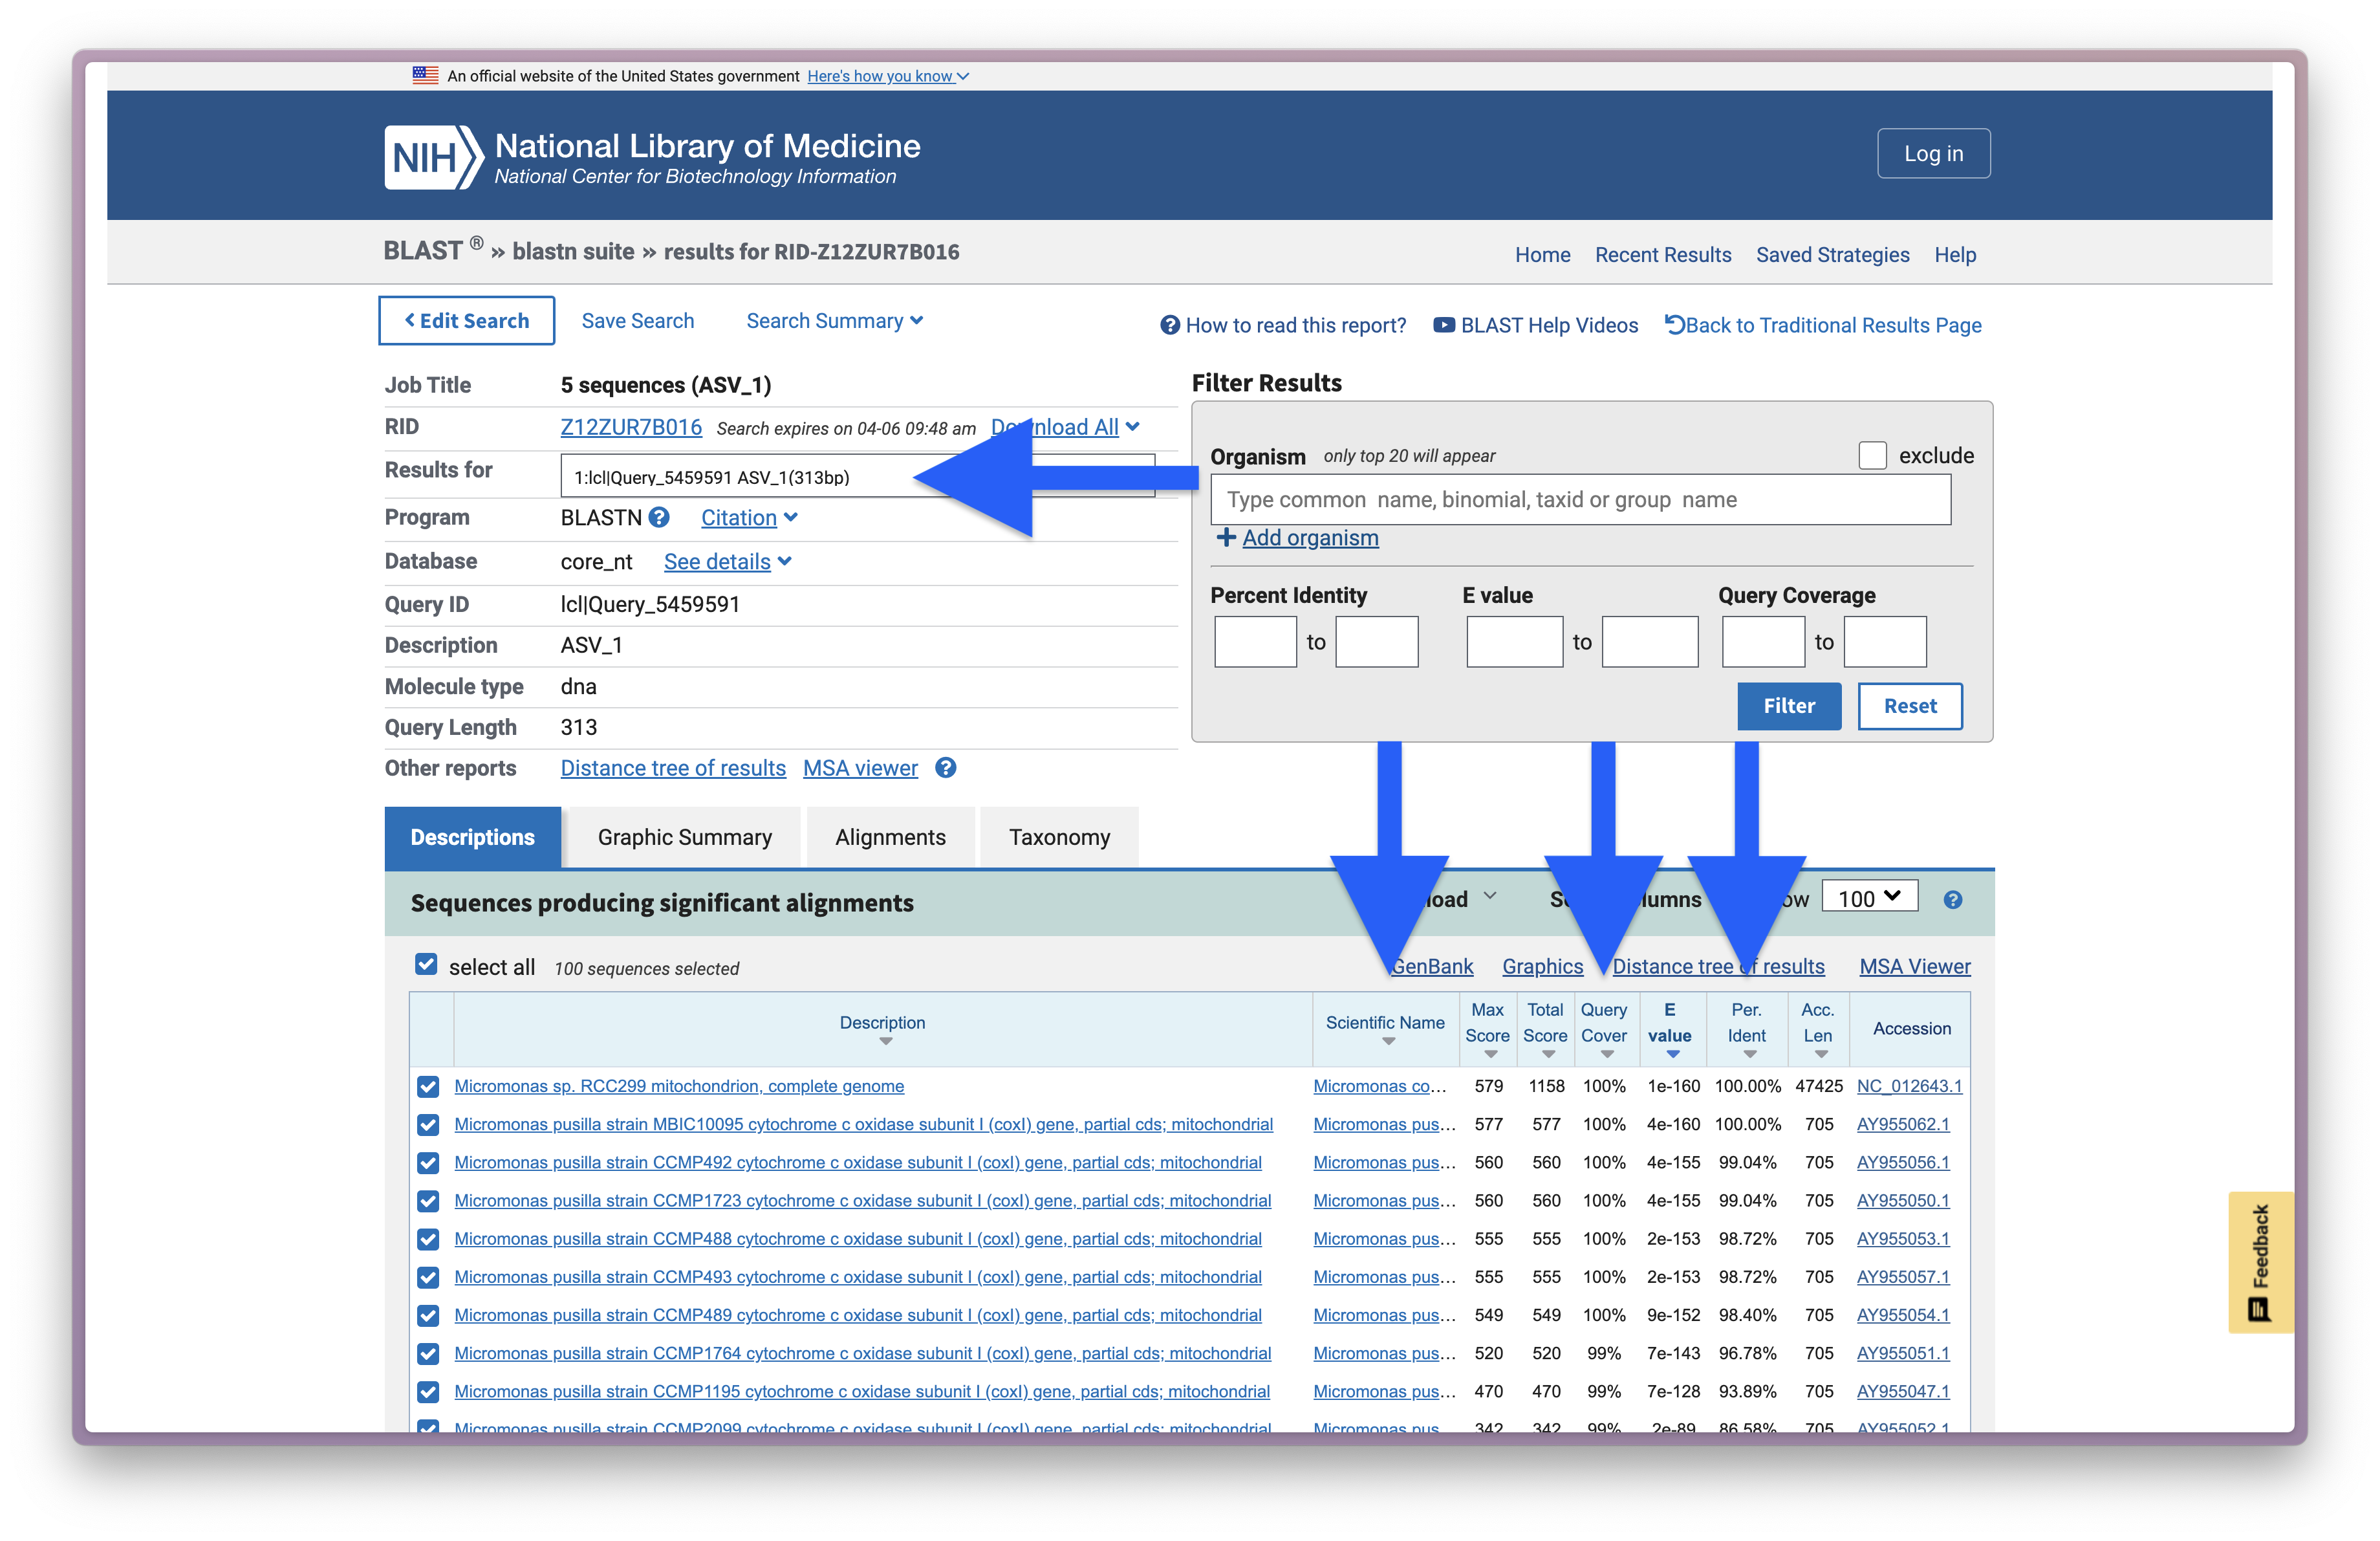 An official website of the United States government Here's how you know
NIH National Library of Medicine
National Center for Biotechnology Information
Log in
BLAST ® » blastn suite » results for RID-Z12ZUR7B016
Home Recent Results Saved Strategies Help
Edit Search Save Search Search Summary
How to read this report? BLAST Help Videos Back to Traditional Results Page
Job Title 5 sequences (ASV_1)
RID Z12ZUR7B016 Search expires on 04-06 09:48 am All
Results for 1:lcl|Query_5459591 ASV_1(313bp)
Program BLASTN Citation
Database core_nt See details
Query ID lcl|Query_5459591
Description ASV_1
Molecule type dna
Query Length 313
Other reports Distance tree of results MSA viewer
Filter Results
Organism only top 20 will appear exclude
Type common name, binomial, taxid or group name
Add organism
Percent Identity E value Query Coverage
to to to
Filter Reset
Descriptions Graphic Summary Alignments Taxonomy
Sequences producing significant alignments 100
select all 100 sequences selected
GenBank Graphics Distance tree of results MSA Viewer
Description Scientific Name Max Score Total Score Query Cover E value Per. Ident Acc. Len Accession
Micromonas sp. RCC299 mitochondrion, complete genome Micromonas co... 579 1158 100% 1e-160 100.00% 47425 NC_012643.1
Micromonas pusilla strain MBIC10095 cytochrome c oxidase subunit I (coxI) gene, partial cds; mitochondrial Micromonas pus... 577 577 100% 4e-160 100.00% 705 AY955062.1
Micromonas pusilla strain CCMP492 cytochrome c oxidase subunit I (coxI) gene, partial cds; mitochondrial Micromonas pus... 560 560 100% 4e-155 99.04% 705 AY955056.1
Micromonas pusilla strain CCMP1723 cytochrome c oxidase subunit I (coxI) gene, partial cds; mitochondrial Micromonas pus... 560 560 100% 4e-155 99.04% 705 AY955050.1
Micromonas pusilla strain CCMP488 cytochrome c oxidase subunit I (coxI) gene, partial cds; mitochondrial Micromonas pus... 555 555 100% 2e-153 98.72% 705 AY955053.1
Micromonas pusilla strain CCMP493 cytochrome c oxidase subunit I (coxI) gene, partial cds; mitochondrial Micromonas pus... 555 555 100% 2e-153 98.72% 705 AY955057.1
Micromonas pusilla strain CCMP489 cytochrome c oxidase subunit I (coxI) gene, partial cds; mitochondrial Micromonas pus... 549 549 100% 9e-152 98.40% 705 AY955054.1
Micromonas pusilla strain CCMP1764 cytochrome c oxidase subunit I (coxI) gene, partial cds; mitochondrial Micromonas pus... 520 520 99% 7e-143 96.78% 705 AY955051.1
Micromonas pusilla strain CCMP1195 cytochrome c oxidase subunit I (coxI) gene, partial cds; mitochondrial Micromonas pus... 470 470 99% 7e-128 93.89% 705 AY955047.1
Micromonas pusilla strain CCMP2099 cytochrome c oxidase subunit I (coxI) gene, partial cds; mitochondrial Micromonas pus... 342 342 99% 2e-89 86.58% 705 AY955052.1
Feedback